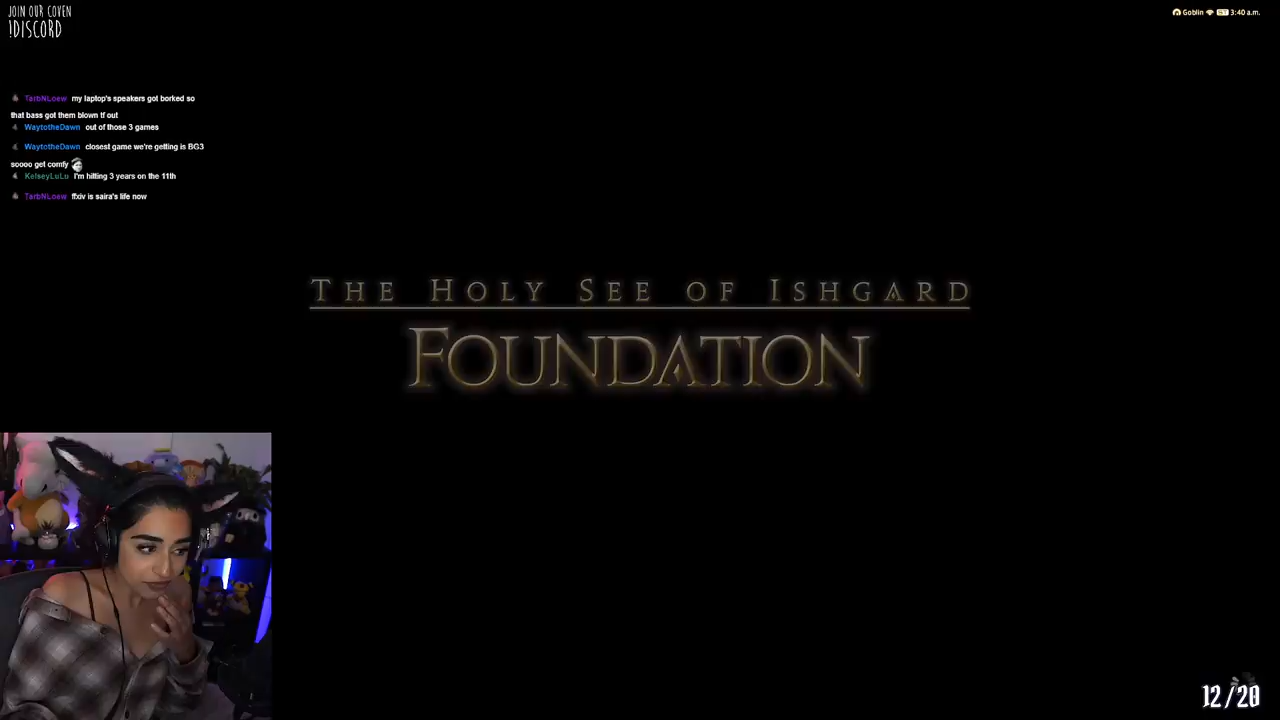 JOIN OUR COVEN
!DISCORD
Goblin ST 3:40 a.m.
TarbNLoew my laptop's speakers got borked so
that bass got them blown tf out
WaytotheDawn out of those 3 games
WaytotheDawn closest game we're getting is BG3
soooo get comfy
KelseyLuLu I'm hitting 3 years on the 11th
TarbNLoew ffxiv is saira's life now
THE HOLY SEE OF ISHGARD
FOUNDATION
12/20